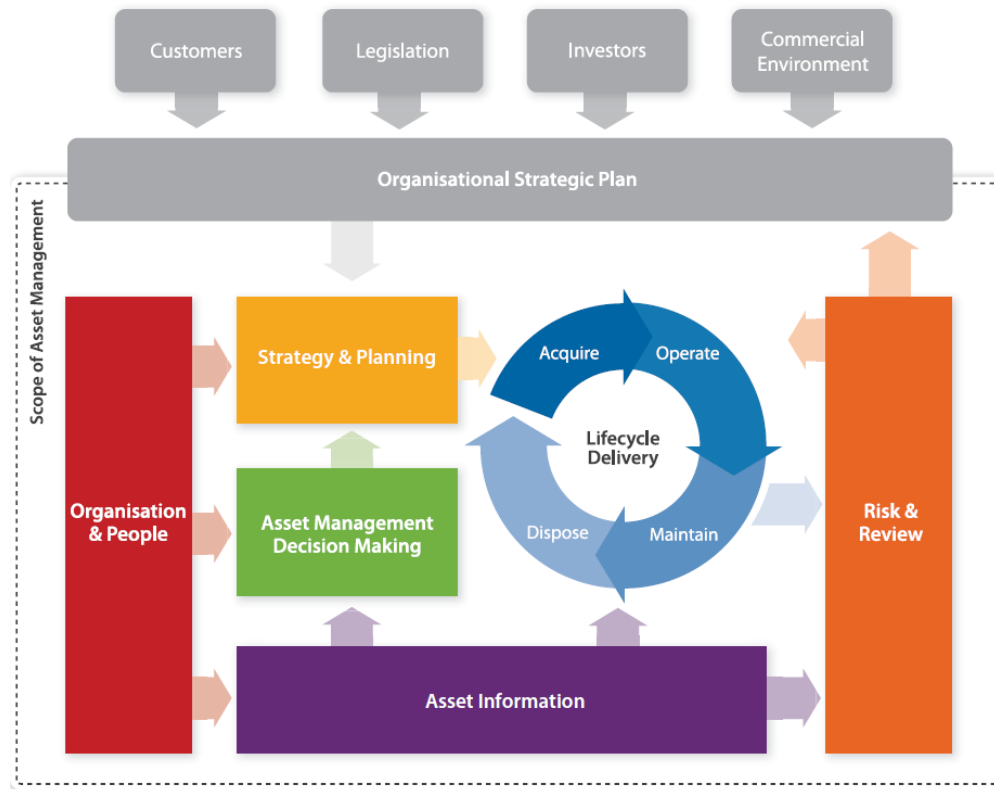 Customers
Legislation
Investors
Commercial
Environment
Organisational Strategic Plan
Scope of Asset Management
Strategy & Planning
Acquire
Operate
Lifecycle
Delivery
Organisation
& People
Asset Management
Decision Making
Dispose
Maintain
Risk &
Review
Asset Information